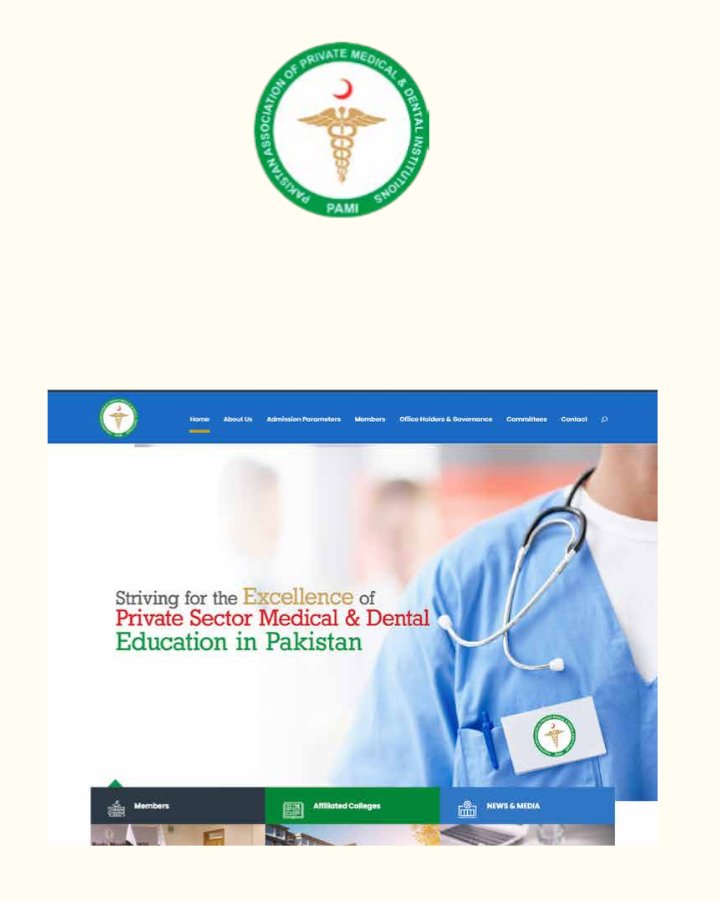 PAKISTAN ASSOCIATION OF PRIVATE MEDICAL & DENTAL INSTITUTIONS
PAMI
Home About Us Admission Parameters Members Office Holders & Governance Committees Contact
Striving for the Excellence of
Private Sector Medical & Dental
Education in Pakistan
Members
Affiliated Colleges
NEWS & MEDIA